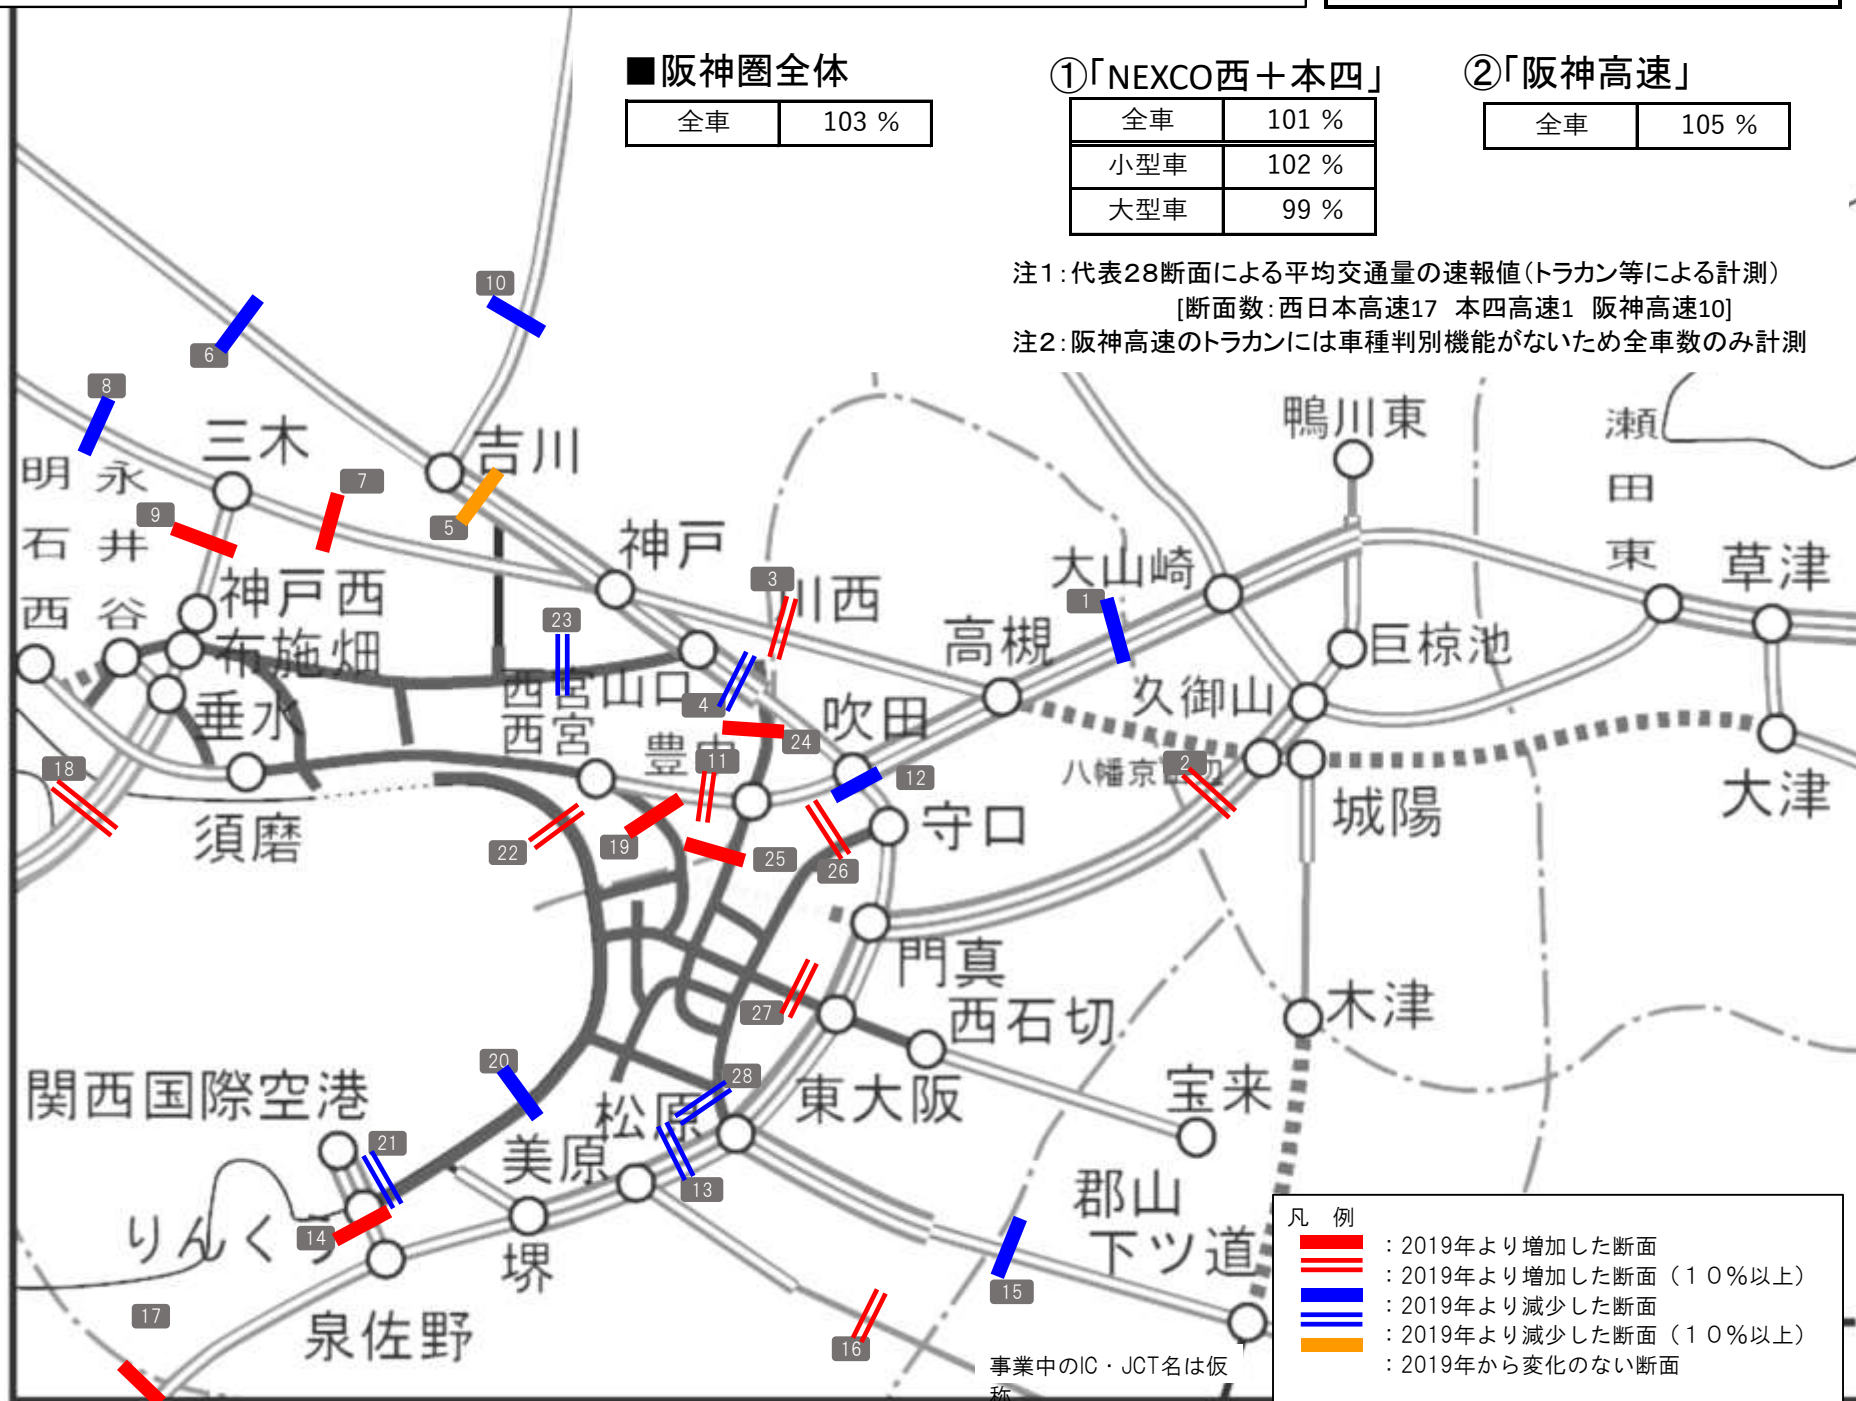 ■阪神圏全体
全車 103 %
①「NEXCO西＋本四」
全車 101 %
小型車 102 %
大型車 99 %
②「阪神高速」
全車 105 %
注1：代表28断面による平均交通量の速報値（トラカン等による計測）
[断面数：西日本高速17 本四高速1 阪神高速10]
注2：阪神高速のトラカンには車種判別機能がないため全車数のみ計測
10
6
8
三木
吉川
7
5
9
明石西
永井谷
神戸西
布施畑
神戸
3
川西
23
西宮山口
西宮
4
24
豊中
11
吹田
12
高槻
1
大山崎
鴨川東
瀬田東
草津
巨椋池
久御山
八幡京田辺
2
城陽
大津
垂水
18
須磨
22
19
25
26
守口
門真
27
西石切
東大阪
木津
宝来
20
28
松原
13
美原
関西国際空港
21
りんくう
14
堺
泉佐野
17
16
15
郡山
下ツ道
事業中のIC・JCT名は仮
称
凡 例
：2019年より増加した断面
：2019年より増加した断面（１０％以上）
：2019年より減少した断面
：2019年より減少した断面（１０％以上）
：2019年から変化のない断面